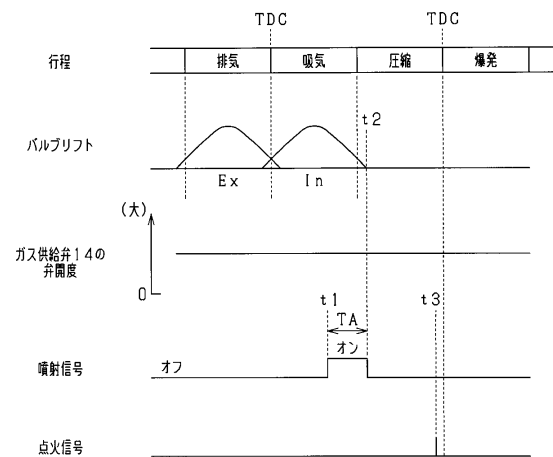 TDC TDC
行程 排気 吸気 圧縮 爆発
t2
バルブリフト
Ex In
(大)
ガス供給弁14の
弁開度
0
t1 t3
TA
オン
噴射信号 オフ
点火信号